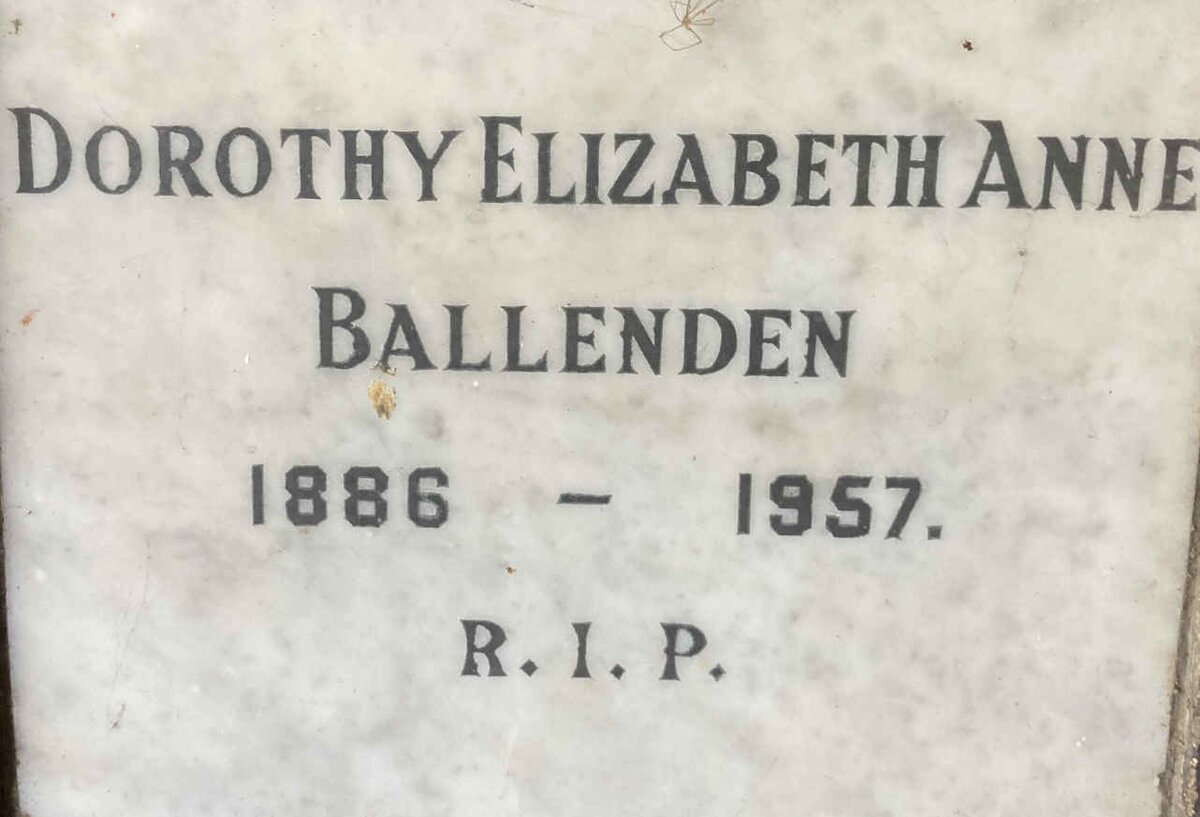 DOROTHY ELIZABETH ANNE
BALLENDEN
1886 – 1957.
R. I. P.